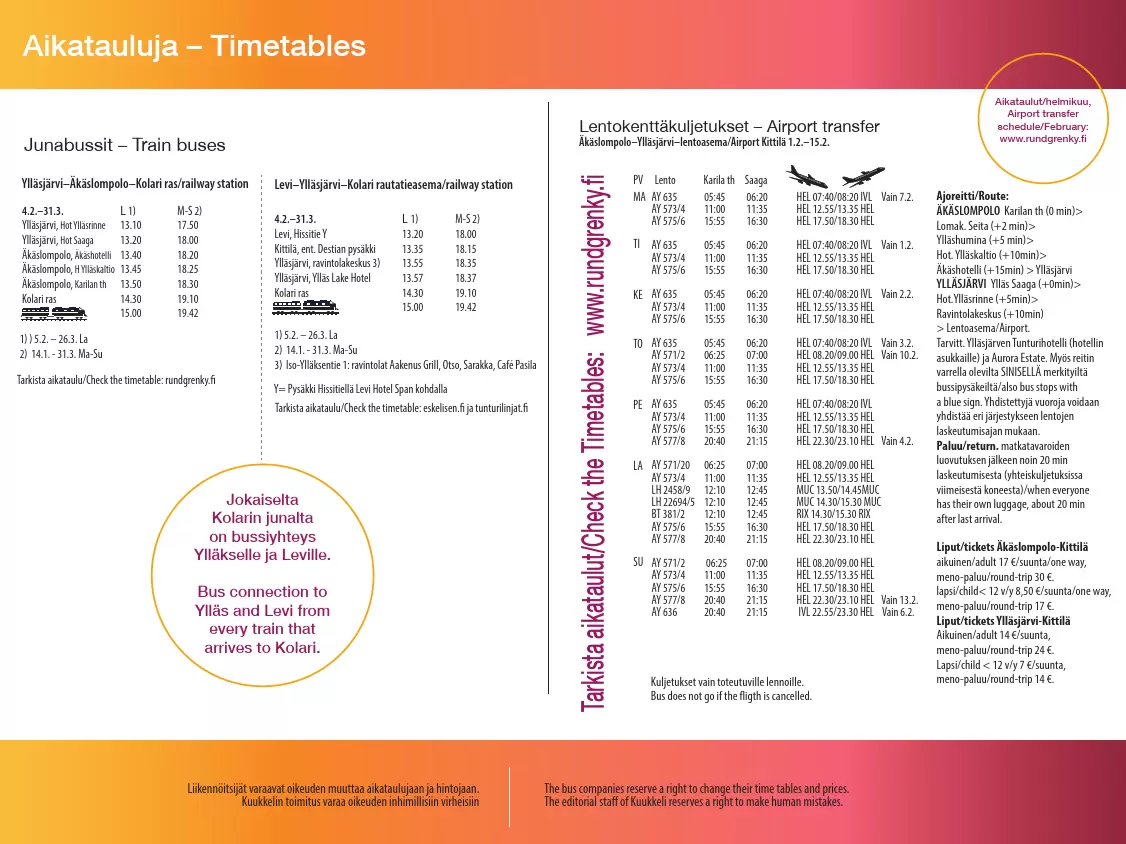 Aikatauluja – Timetables
Junabussit – Train buses
Ylläsjärvi–Äkäslompolo–Kolari ras/railway station
4.2.–31.3. L 1) M-S 2)
Ylläsjärvi, Hot Ylläsrinne 13.10 17.50
Ylläsjärvi, Hot Saaga 13.20 18.00
Äkäslompolo, Äkäshotelli 13.40 18.20
Äkäslompolo, H Ylläskaltio 13.45 18.25
Äkäslompolo, Karilan th 13.50 18.30
Kolari ras 14.30 19.10
15.00 19.42
1) ) 5.2. – 26.3. La
2) 14.1. - 31.3. Ma-Su
Tarkista aikataulu/Check the timetable: rundgrenky.fi
Levi–Ylläsjärvi–Kolari rautatieasema/railway station
4.2.–31.3. L 1) M-S 2)
Levi, Hissitie Y 13.20 18.00
Kittilä, ent. Destian pysäkki 13.35 18.15
Ylläsjärvi, ravintolakeskus 3) 13.55 18.35
Ylläsjärvi, Ylläs Lake Hotel 13.57 18.37
Kolari ras 14.30 19.10
15.00 19.42
1) 5.2. – 26.3. La
2) 14.1. - 31.3. Ma-Su
3) Iso-Ylläksentie 1: ravintolat Aakenus Grill, Otso, Sarakka, Café Pasila
Y= Pysäkki Hissitiellä Levi Hotel Span kohdalla
Tarkista aikataulu/Check the timetable: eskelisen.fi ja tunturilinjat.fi
Jokaiselta
Kolarin junalta
on bussiyhteys
Ylläkselle ja Leville.
Bus connection to
Ylläs and Levi from
every train that
arrives to Kolari.
Lentokenttäkuljetukset – Airport transfer
Äkäslompolo–Ylläsjärvi–lentoasema/Airport Kittilä 1.2.–15.2.
Tarkista aikataulut/Check the Timetables: www.rundgrenky.fi
PV Lento Karila th Saaga
MA AY 635 05:45 06:20 HEL 07:40/08:20 IVL Vain 7.2.
AY 573/4 11:00 11:35 HEL 12.55/13.35 HEL
AY 575/6 15:55 16:30 HEL 17.50/18.30 HEL
TI AY 635 05:45 06:20 HEL 07:40/08:20 IVL Vain 1.2.
AY 573/4 11:00 11:35 HEL 12.55/13.35 HEL
AY 575/6 15:55 16:30 HEL 17.50/18.30 HEL
KE AY 635 05:45 06:20 HEL 07:40/08:20 IVL Vain 2.2.
AY 573/4 11:00 11:35 HEL 12.55/13.35 HEL
AY 575/6 15:55 16:30 HEL 17.50/18.30 HEL
TO AY 635 05:45 06:20 HEL 07:40/08:20 IVL Vain 3.2.
AY 571/2 06:25 07:00 HEL 08.20/09.00 HEL Vain 10.2.
AY 573/4 11:00 11:35 HEL 12.55/13.35 HEL
AY 575/6 15:55 16:30 HEL 17.50/18.30 HEL
PE AY 635 05:45 06:20 HEL 07:40/08:20 IVL
AY 573/4 11:00 11:35 HEL 12.55/13.35 HEL
AY 575/6 15:55 16:30 HEL 17.50/18.30 HEL
AY 577/8 20:40 21:15 HEL 22.30/23.10 HEL Vain 4.2.
LA AY 571/20 06:25 07:00 HEL 08.20/09.00 HEL
AY 573/4 11:00 11:35 HEL 12.55/13.35 HEL
LH 2458/9 12:10 12:45 MUC 13.50/14.45MUC
LH 22694/5 12:10 12:45 MUC 14.30/15.30 MUC
BT 381/2 12:10 12:45 RIX 14.30/15.30 RIX
AY 575/6 15:55 16:30 HEL 17.50/18.30 HEL
AY 577/8 20:40 21:15 HEL 22.30/23.10 HEL
SU AY 571/2 06:25 07:00 HEL 08.20/09.00 HEL
AY 573/4 11:00 11:35 HEL 12.55/13.35 HEL
AY 575/6 15:55 16:30 HEL 17.50/18.30 HEL
AY 577/8 20:40 21:15 HEL 22.30/23.10 HEL Vain 13.2.
AY 636 20:40 21:15 IVL 22.55/23.30 HEL Vain 6.2.
Kuljetukset vain toteutuville lennoille.
Bus does not go if the fligth is cancelled.
Aikataulut/helmikuu,
Airport transfer
schedule/February:
www.rundgrenky.fi
Ajoreitti/Route:
ÄKÄSLOMPOLO Karilan th (0 min)>
Lomak. Seita (+2 min)>
Ylläshumina (+5 min)>
Hot. Ylläskaltio (+10min)>
Äkäshotelli (+15min) > Ylläsjärvi
YLLÄSJÄRVI Ylläs Saaga (+0min)>
Hot.Ylläsrinne (+5min)>
Ravintolakeskus (+10min)
> Lentoasema/Airport.
Tarvitt. Ylläsjärven Tunturihotelli (hotellin
asukkaille) ja Aurora Estate. Myös reitin
varrella olevilta SINISELLÄ merkityiltä
bussipysäkeiltä/also bus stops with
a blue sign. Yhdistettyjä vuoroja voidaan
yhdistää eri järjestykseen lentojen
laskeutumisajan mukaan.
Paluu/return. matkatavaroiden
luovutuksen jälkeen noin 20 min
laskeutumisesta (yhteiskuljetuksissa
viimeisestä koneesta)/when everyone
has their own luggage, about 20 min
after last arrival.
Liput/tickets Äkäslompolo-Kittilä
aikuinen/adult 17 €/suunta/one way,
meno-paluu/round-trip 30 €.
lapsi/child< 12 v/y 8,50 €/suunta/one way,
meno-paluu/round-trip 17 €.
Liput/tickets Ylläsjärvi-Kittilä
Aikuinen/adult 14 €/suunta,
meno-paluu/round-trip 24 €.
Lapsi/child < 12 v/y 7 €/suunta,
meno-paluu/round-trip 14 €.
Liikennöitsijät varaavat oikeuden muuttaa aikataulujaan ja hintojaan.
Kuukkelin toimitus varaa oikeuden inhimillisiin virheisiin
The bus companies reserve a right to change their time tables and prices.
The editorial staff of Kuukkeli reserves a right to make human mistakes.